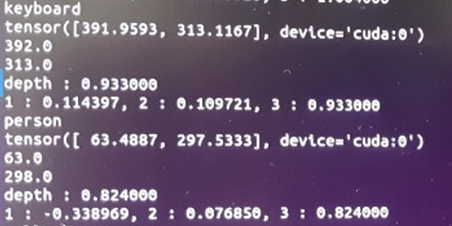 keyboard
tensor([391.9593, 313.1167], device='cuda:0')
392.0
313.0
depth : 0.933000
1 : 0.114397, 2 : 0.109721, 3 : 0.933000
person
tensor([ 63.4887, 297.5333], device='cuda:0')
63.0
298.0
depth : 0.824000
1 : -0.338969, 2 : 0.076850, 3 : 0.824000